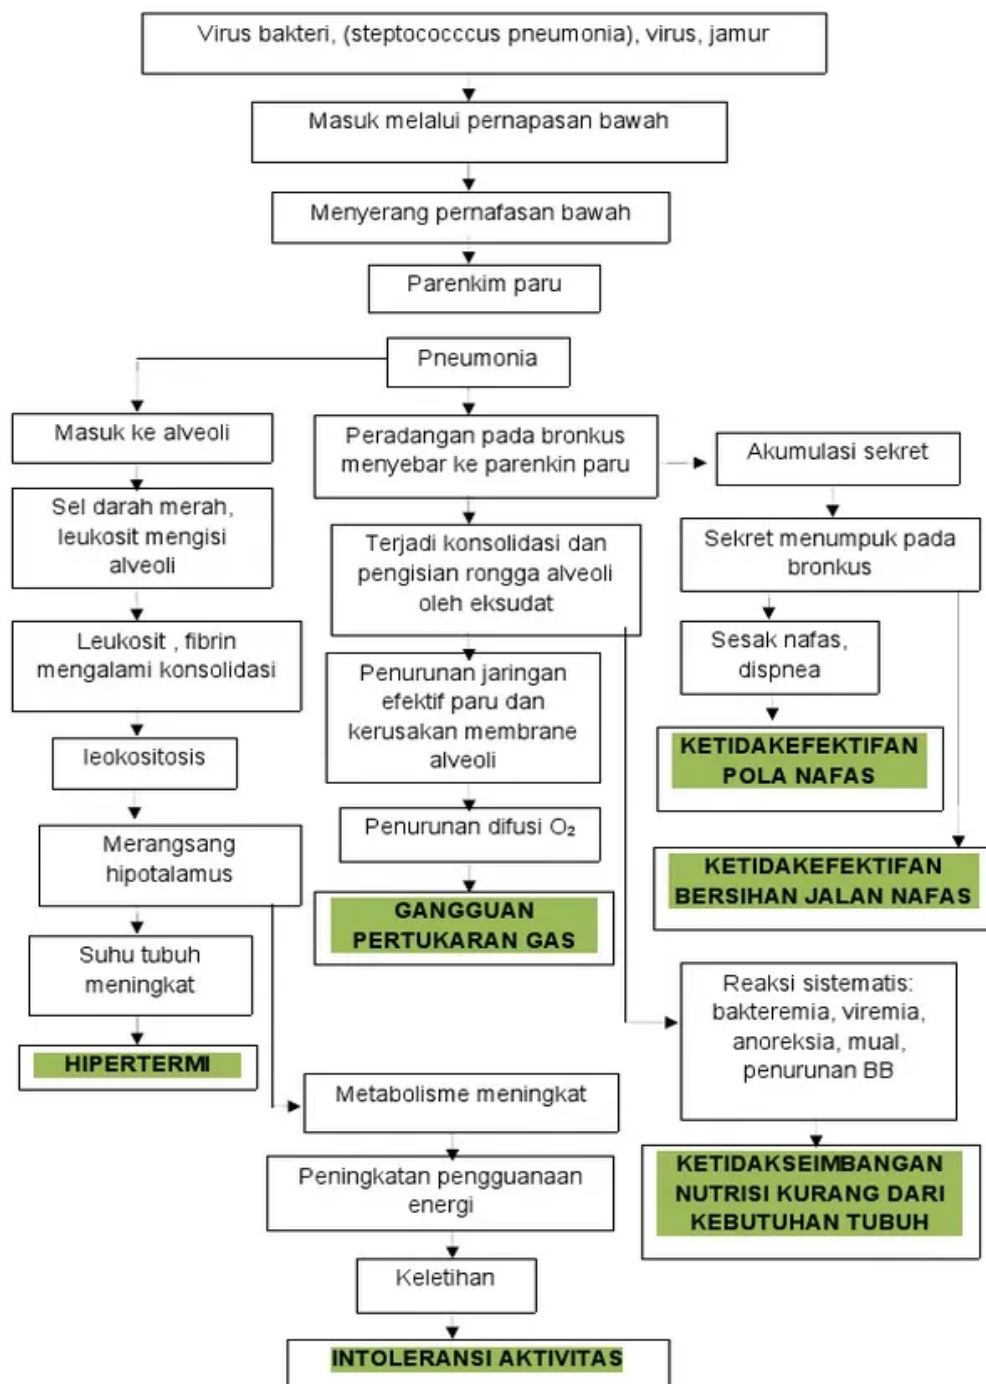 Virus bakteri, (steptococccus pneumonia), virus, jamur
Masuk melalui pernapasan bawah
Menyerang pernafasan bawah
Parenkim paru
Pneumonia
Masuk ke alveoli
Sel darah merah,
leukosit mengisi
alveoli
Leukosit , fibrin
mengalami konsolidasi
leokositosis
Merangsang
hipotalamus
Suhu tubuh
meningkat
HIPERTERMI
Peradangan pada bronkus
menyebar ke parenkin paru
Terjadi konsolidasi dan
pengisian rongga alveoli
oleh eksudat
Penurunan jaringan
efektif paru dan
kerusakan membrane
alveoli
Penurunan difusi O₂
GANGGUAN
PERTUKARAN GAS
Akumulasi sekret
Sekret menumpuk pada
bronkus
Sesak nafas,
dispnea
KETIDAKEFEKTIFAN
POLA NAFAS
KETIDAKEFEKTIFAN
BERSIHAN JALAN NAFAS
Reaksi sistematis:
bakteremia, viremia,
anoreksia, mual,
penurunan BB
KETIDAKSEIMBANGAN
NUTRISI KURANG DARI
KEBUTUHAN TUBUH
Metabolisme meningkat
Peningkatan pengguanaan
energi
Keletihan
INTOLERANSI AKTIVITAS